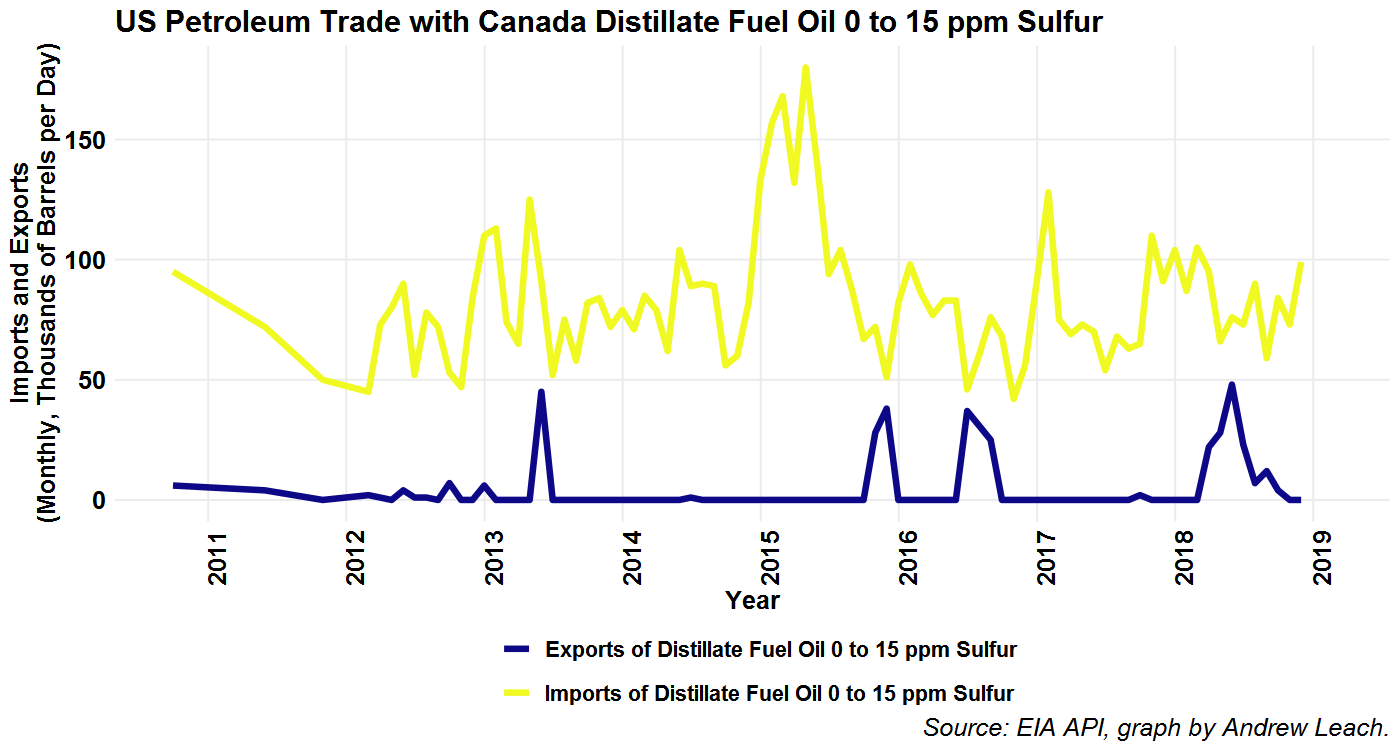 US Petroleum Trade with Canada Distillate Fuel Oil 0 to 15 ppm Sulfur
Imports and Exports
(Monthly, Thousands of Barrels per Day)
150
100
50
0
2011
2012
2013
2014
2015
2016
2017
2018
2019
Year
Exports of Distillate Fuel Oil 0 to 15 ppm Sulfur
Imports of Distillate Fuel Oil 0 to 15 ppm Sulfur
Source: EIA API, graph by Andrew Leach.